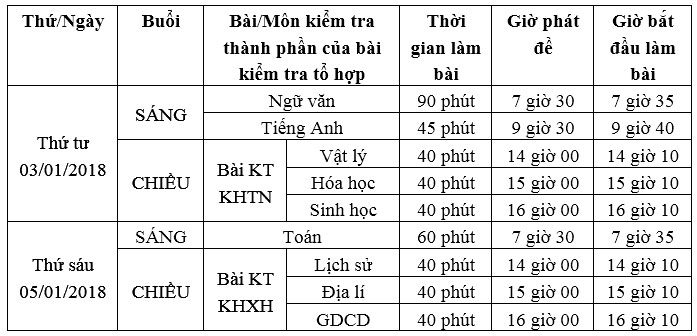 Thứ/Ngày Buổi Bài/Môn kiểm tra thành phần của bài kiểm tra tổ hợp Thời gian làm bài Giờ phát đề Giờ bắt đầu làm bài
Thứ tư 03/01/2018 SÁNG Ngữ văn 90 phút 7 giờ 30 7 giờ 35
Tiếng Anh 45 phút 9 giờ 30 9 giờ 40
CHIỀU Bài KT KHTN Vật lý 40 phút 14 giờ 00 14 giờ 10
Hóa học 40 phút 15 giờ 00 15 giờ 10
Sinh học 40 phút 16 giờ 00 16 giờ 10
Thứ sáu 05/01/2018 SÁNG Toán 60 phút 7 giờ 30 7 giờ 35
CHIỀU Bài KT KHXH Lịch sử 40 phút 14 giờ 00 14 giờ 10
Địa lí 40 phút 15 giờ 00 15 giờ 10
GDCD 40 phút 16 giờ 00 16 giờ 10